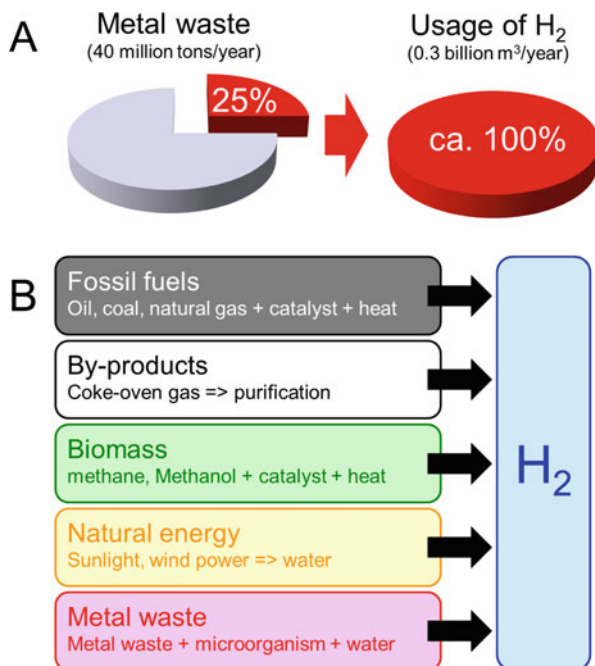 A
Metal waste
(40 million tons/year)
25%
Usage of H₂
(0.3 billion m³/year)
ca. 100%
B
Fossil fuels
Oil, coal, natural gas + catalyst + heat
By-products
Coke-oven gas => purification
Biomass
methane, Methanol + catalyst + heat
Natural energy
Sunlight, wind power => water
Metal waste
Metal waste + microorganism + water
H₂